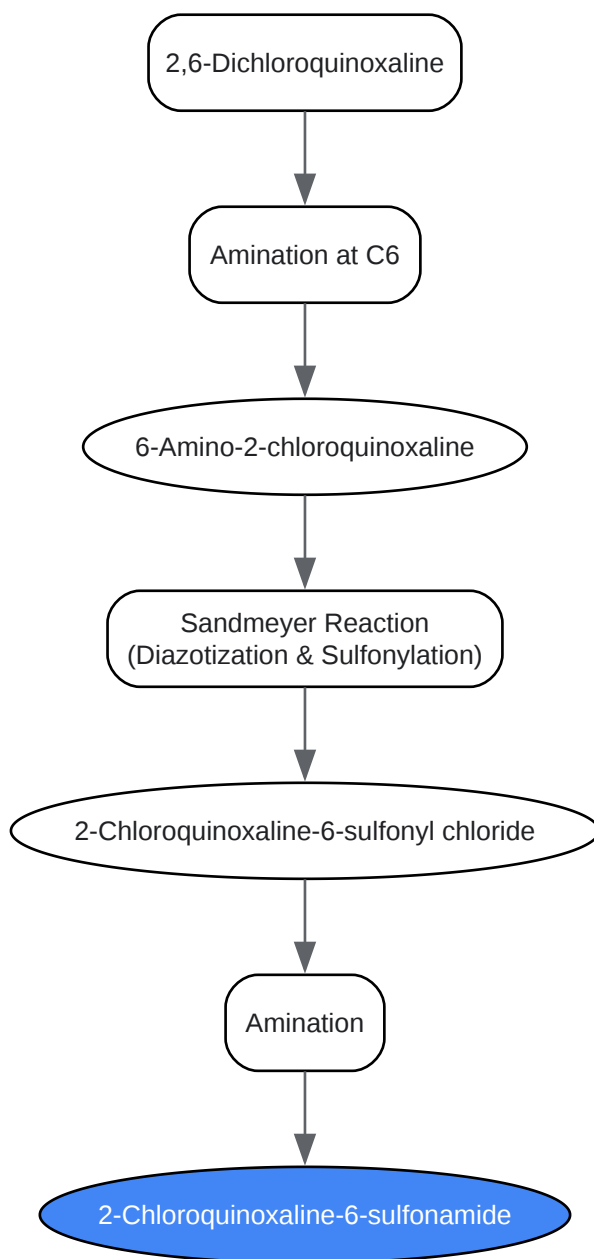 2,6-Dichloroquinoxaline
Amination at C6
6-Amino-2-chloroquinoxaline
Sandmeyer Reaction
(Diazotization & Sulfonylation)
2-Chloroquinoxaline-6-sulfonyl chloride
Amination
2-Chloroquinoxaline-6-sulfonamide